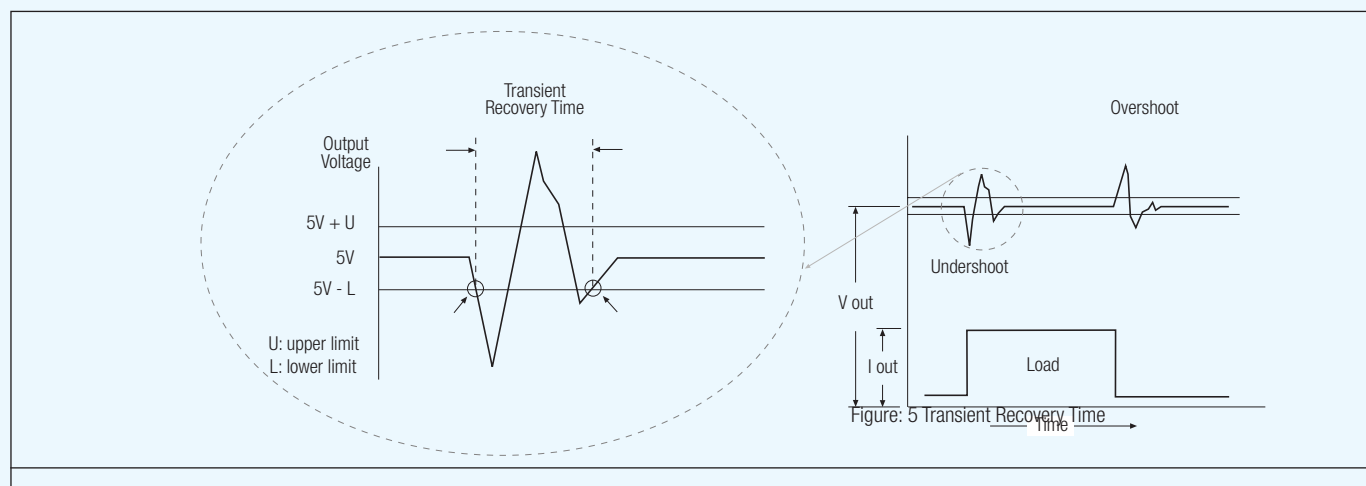 Transient
Recovery Time
Output
Voltage
5V + U
5V
5V - L
U: upper limit
L: lower limit
Overshoot
Undershoot
V out
I out
Load
Figure: 5 Transient Recovery Time
Time